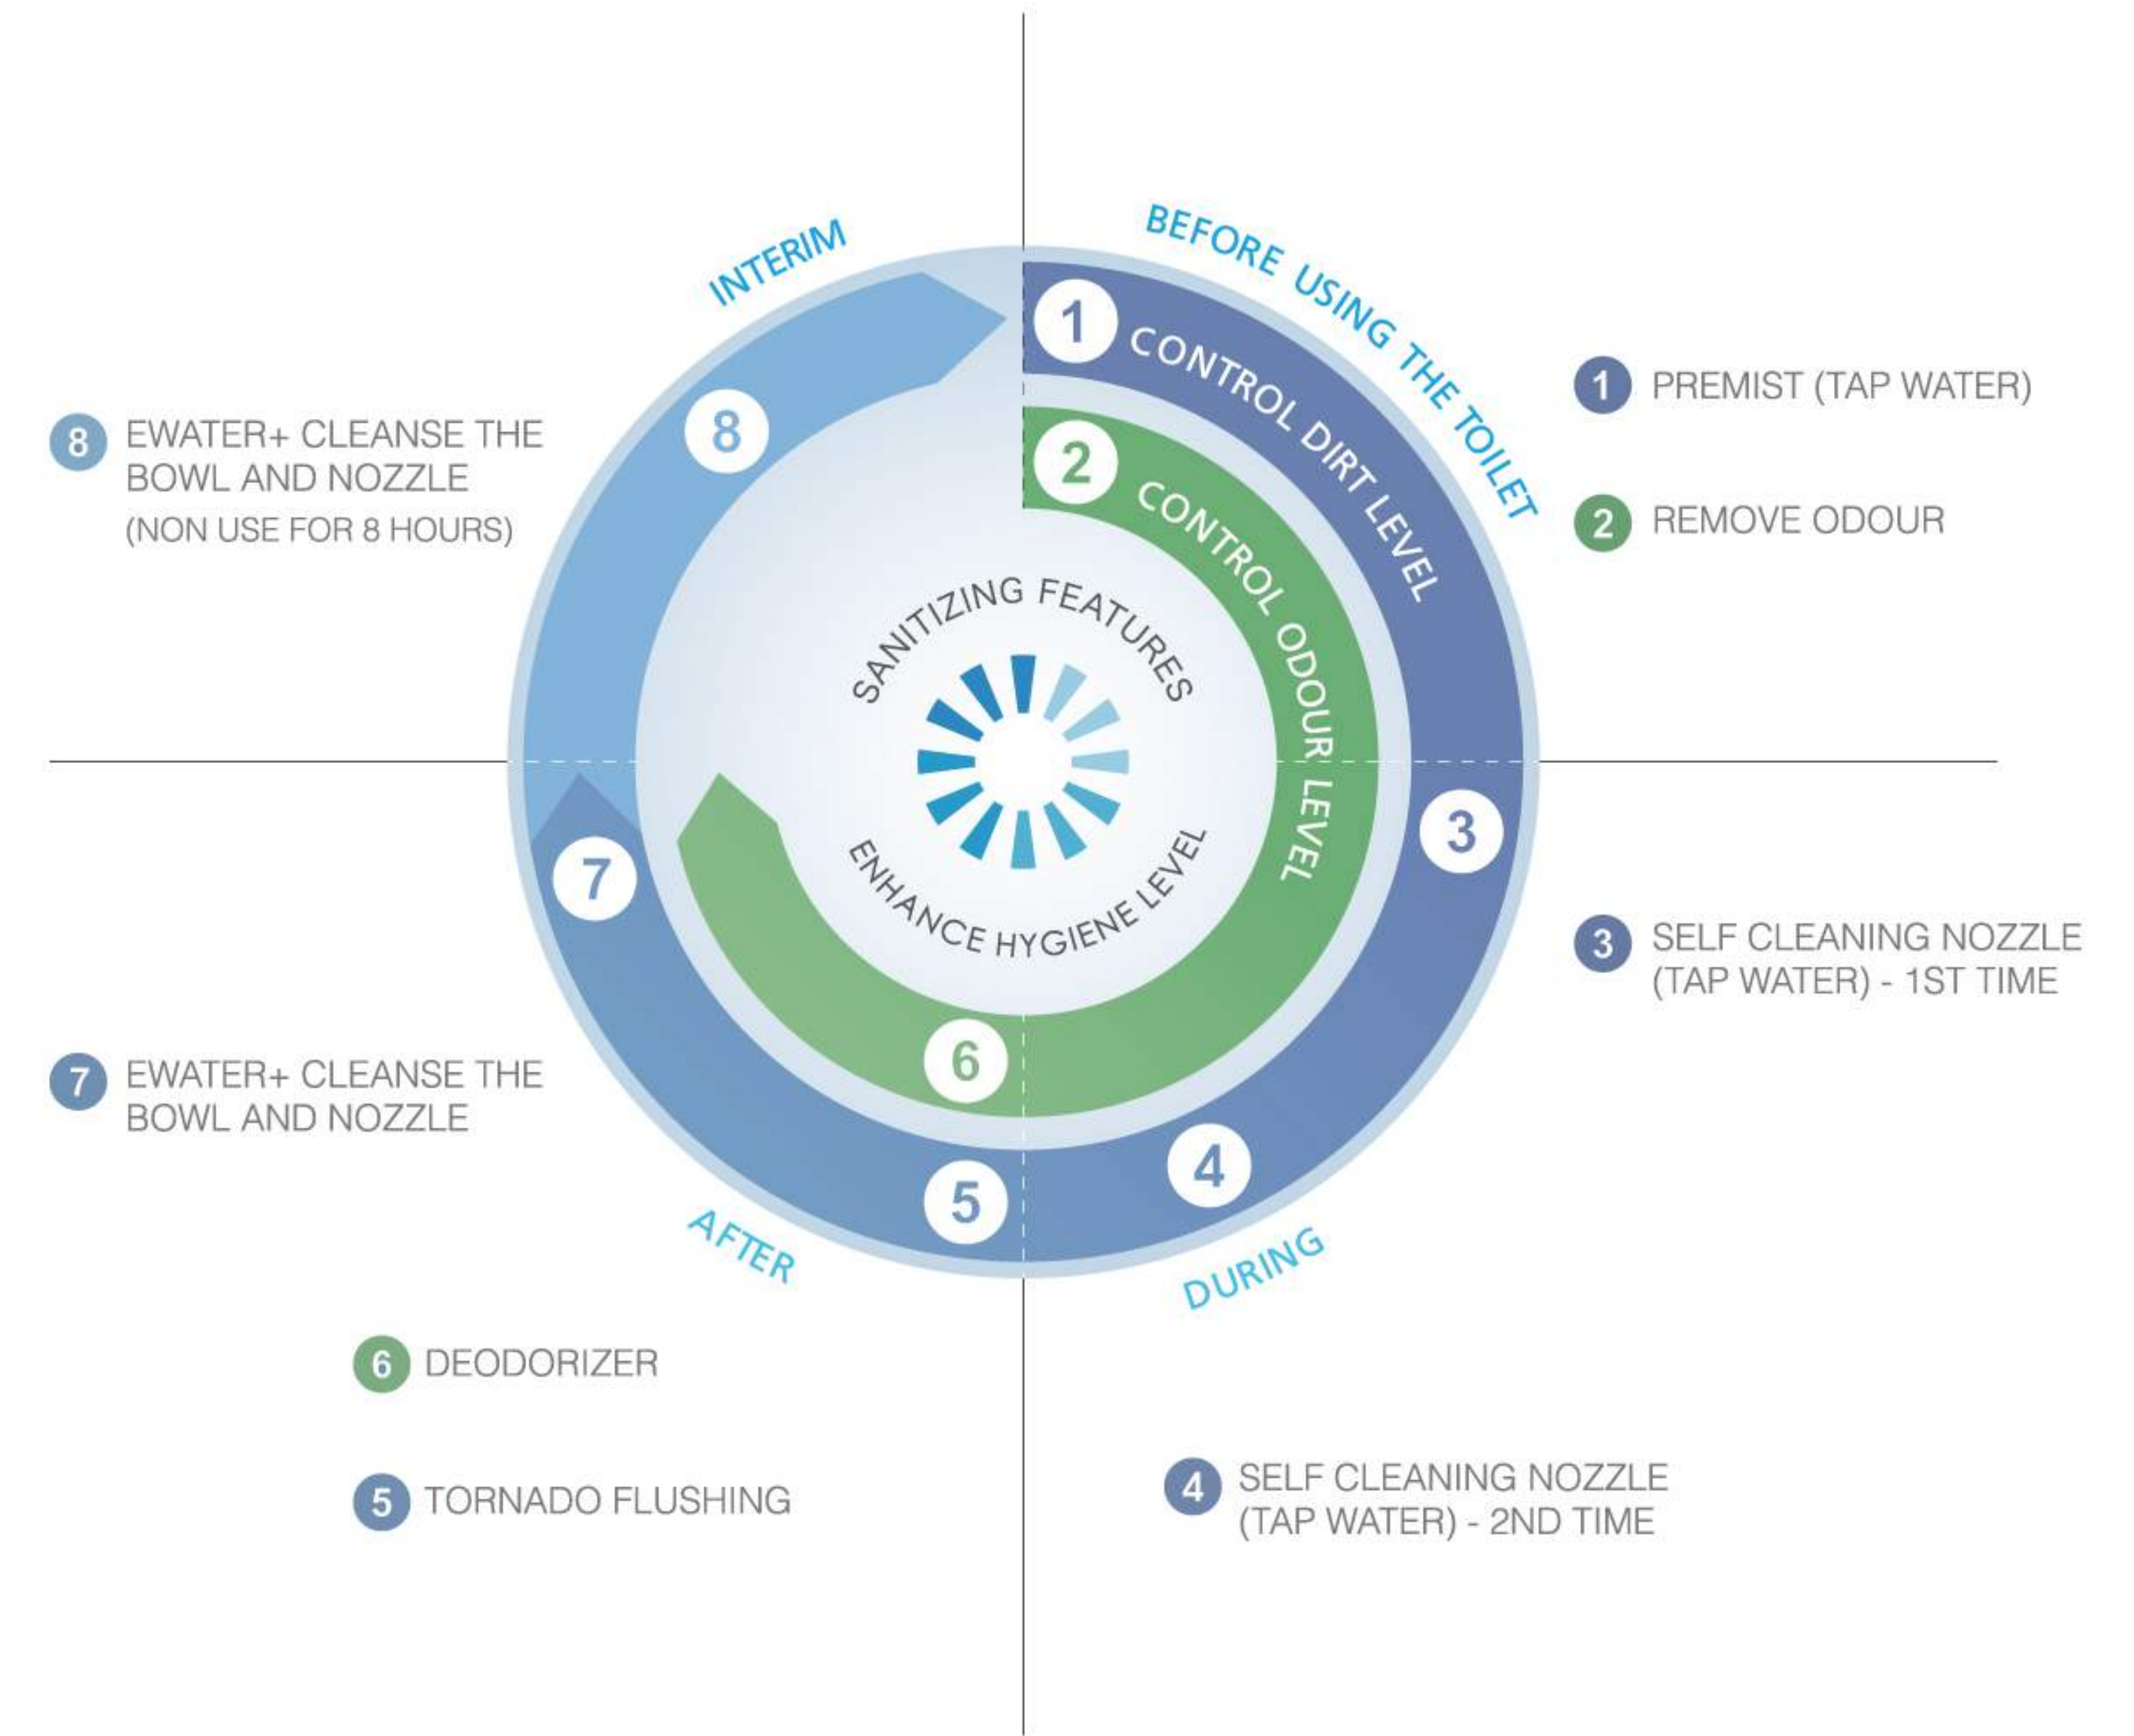 INTERIM
BEFORE USING THE TOILET
1
CONTROL DIRT LEVEL
2
CONTROL ODOUR LEVEL
1 PREMIST (TAP WATER)
2 REMOVE ODOUR
8
8 EWATER+ CLEANSE THE
BOWL AND NOZZLE
(NON USE FOR 8 HOURS)
SANITIZING FEATURES
ENHANCE HYGIENE LEVEL
3
3 SELF CLEANING NOZZLE
(TAP WATER) - 1ST TIME
7
7 EWATER+ CLEANSE THE
BOWL AND NOZZLE
6
4
5
AFTER
DURING
6 DEODORIZER
5 TORNADO FLUSHING
4 SELF CLEANING NOZZLE
(TAP WATER) - 2ND TIME